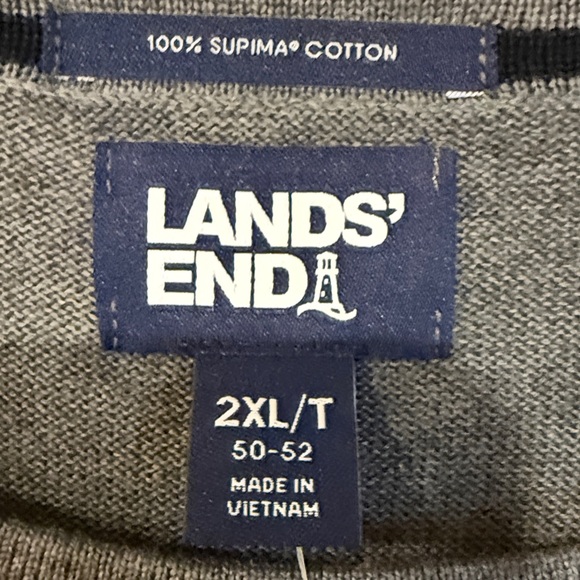 100% SUPIMA® COTTON
LANDS'
END
2XL/T
50-52
MADE IN
VIETNAM